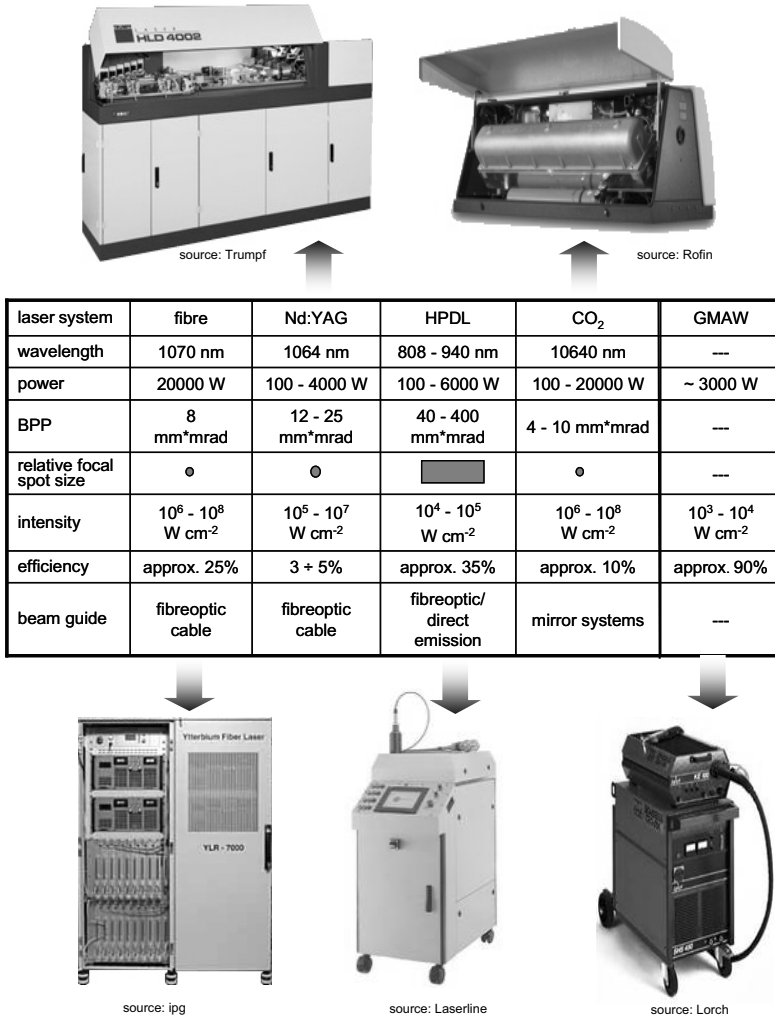 TRUMPF
LASER
HLD 4002
source: Trumpf
source: Rofin
laser system fibre Nd:YAG HPDL CO₂ GMAW
wavelength 1070 nm 1064 nm 808 - 940 nm 10640 nm ---
power 20000 W 100 - 4000 W 100 - 6000 W 100 - 20000 W ~ 3000 W
BPP 8 mm*mrad 12 - 25 mm*mrad 40 - 400 mm*mrad 4 - 10 mm*mrad ---
relative focal spot size ---
intensity 10⁶ - 10⁸ W cm⁻² 10⁵ - 10⁷ W cm⁻² 10⁴ - 10⁵ W cm⁻² 10⁶ - 10⁸ W cm⁻² 10³ - 10⁴ W cm⁻²
efficiency approx. 25% 3 ÷ 5% approx. 35% approx. 10% approx. 90%
beam guide fibreoptic cable fibreoptic cable fibreoptic/ direct emission mirror systems ---
Ytterbium Fiber Laser
YLR - 7000
source: ipg
source: Laserline
source: Lorch